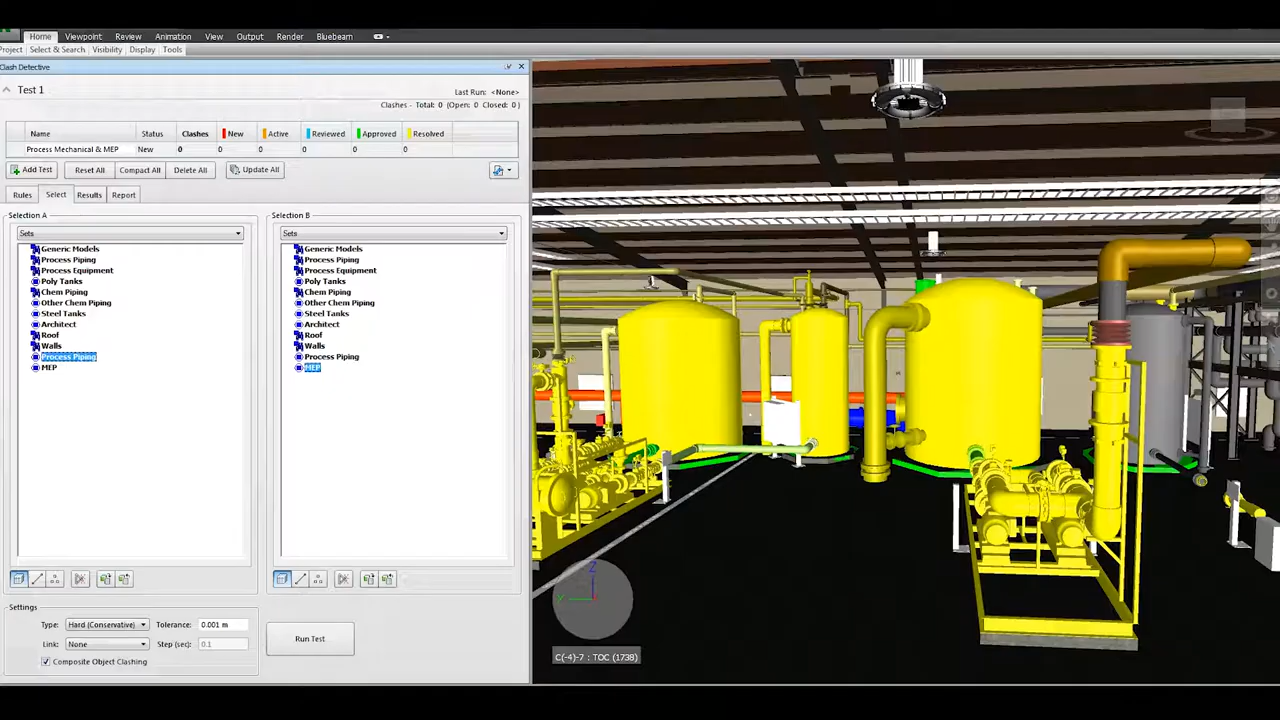 Home Viewpoint Review Animation View Output Render Bluebeam
Project Select & Search Visibility Display Tools
Clash Detective
Test 1
Last Run: <None>
Clashes - Total: 0 (Open: 0 Closed: 0)
Name Status Clashes New Active Reviewed Approved Resolved
Process Mechanical & MEP New 0 0 0 0 0 0
Add Test Reset All Compact All Delete All Update All
Rules Select Results Report
Selection A Selection B
Sets Sets
Generic Models Generic Models
Process Piping Process Piping
Process Equipment Process Equipment
Poly Tanks Poly Tanks
Chem Piping Chem Piping
Other Chem Piping Other Chem Piping
Steel Tanks Steel Tanks
Architect Architect
Roof Roof
Walls Walls
Process Piping Process Piping
MEP MEP
Settings
Type: Hard (Conservative) Tolerance: 0.001 m
Run Test
Link: None Step (sec): 0.1
Composite Object Clashing
Z
Y
C(-4)-7 : TOC (1738)